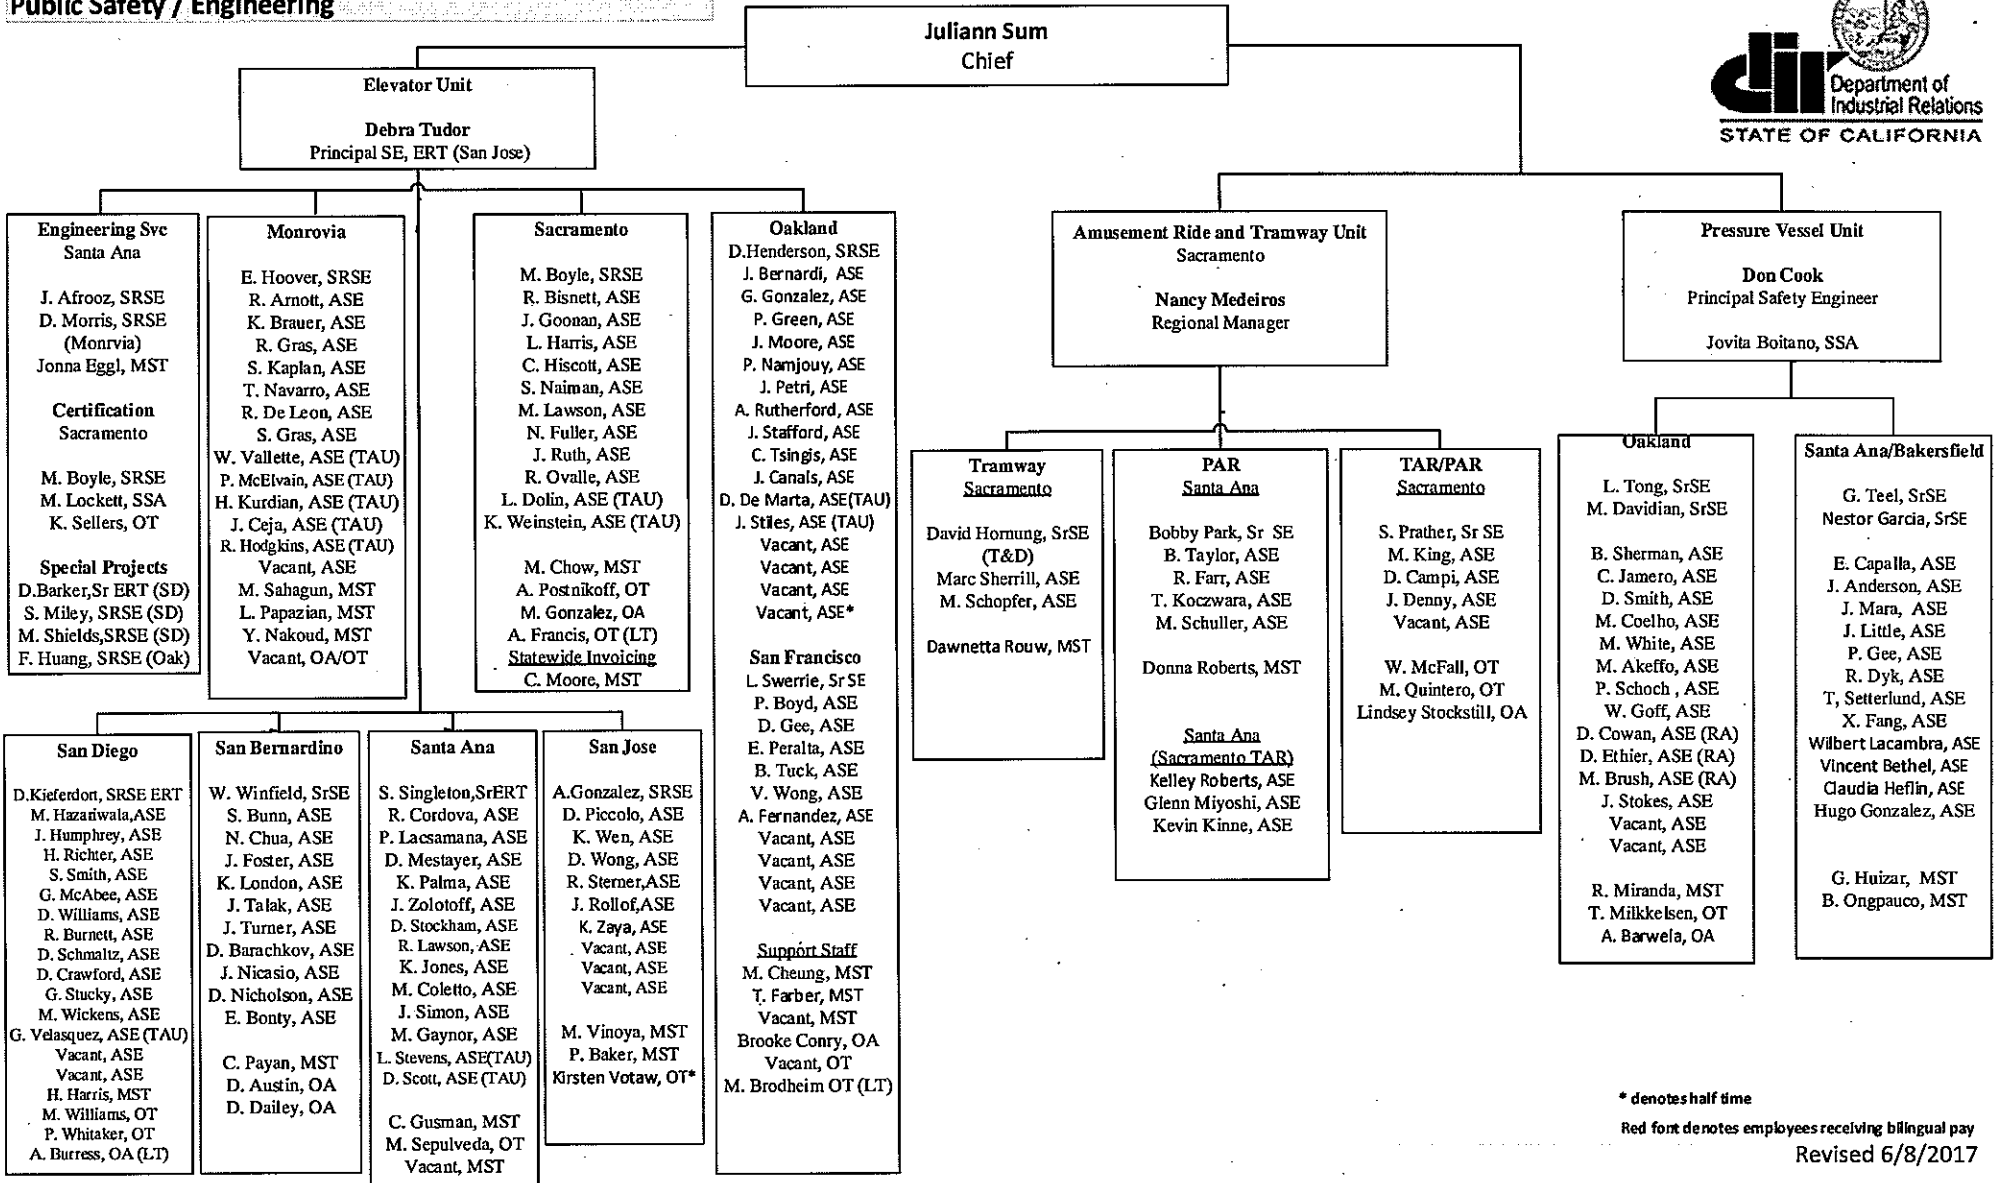 Public Safety / Engineering
Juliann Sum
Chief
Department of
Industrial Relations
STATE OF CALIFORNIA
Elevator Unit
Debra Tudor
Principal SE, ERT (San Jose)
Engineering Svc
Santa Ana
J. Afrooz, SRSE
D. Morris, SRSE
(Monrvia)
Jonna Eggl, MST
Certification
Sacramento
M. Boyle, SRSE
M. Lockett, SSA
K. Sellers, OT
Special Projects
D.Barker,Sr ERT (SD)
S. Miley, SRSE (SD)
M. Shields,SRSE (SD)
F. Huang, SRSE (Oak)
Monrovia
E. Hoover, SRSE
R. Arnott, ASE
K. Brauer, ASE
R. Gras, ASE
S. Kaplan, ASE
T. Navarro, ASE
R. De Leon, ASE
S. Gras, ASE
W. Vallette, ASE (TAU)
P. McElvain, ASE (TAU)
H. Kurdian, ASE (TAU)
J. Ceja, ASE (TAU)
R. Hodgkins, ASE (TAU)
Vacant, ASE
M. Sahagun, MST
L. Papazian, MST
Y. Nakoud, MST
Vacant, OA/OT
Sacramento
M. Boyle, SRSE
R. Bisnett, ASE
J. Goonan, ASE
L. Harris, ASE
C. Hiscott, ASE
S. Naiman, ASE
M. Lawson, ASE
N. Fuller, ASE
J. Ruth, ASE
R. Ovalle, ASE
L. Dolin, ASE (TAU)
K. Weinstein, ASE (TAU)
M. Chow, MST
A. Postnikoff, OT
M. Gonzalez, OA
A. Francis, OT (LT)
Statewide Invoicing
C. Moore, MST
Oakland
D.Henderson, SRSE
J. Bernardi, ASE
G. Gonzalez, ASE
P. Green, ASE
J. Moore, ASE
P. Namjouy, ASE
J. Petri, ASE
A. Rutherford, ASE
J. Stafford, ASE
C. Tsingis, ASE
J. Canals, ASE
D. De Marta, ASE(TAU)
J. Stiles, ASE (TAU)
Vacant, ASE
Vacant, ASE
Vacant, ASE
Vacant, ASE*
San Francisco
L. Swerrie, Sr SE
P. Boyd, ASE
D. Gee, ASE
E. Peralta, ASE
B. Tuck, ASE
V. Wong, ASE
A. Fernandez, ASE
Vacant, ASE
Vacant, ASE
Vacant, ASE
Vacant, ASE
Support Staff
M. Cheung, MST
T. Farber, MST
Vacant, MST
Brooke Conry, OA
Vacant, OT
M. Brodheim OT (LT)
San Diego
D.Kieferdon, SRSE ERT
M. Hazariwala,ASE
J. Humphrey, ASE
H. Richter, ASE
S. Smith, ASE
G. McAbee, ASE
D. Williams, ASE
R. Burnett, ASE
D. Schmaltz, ASE
D. Crawford, ASE
G. Stucky, ASE
M. Wickens, ASE
G. Velasquez, ASE (TAU)
Vacant, ASE
Vacant, ASE
H. Harris, MST
M. Williams, OT
P. Whitaker, OT
A. Burress, OA (LT)
San Bernardino
W. Winfield, SrSE
S. Bunn, ASE
N. Chua, ASE
J. Foster, ASE
K. London, ASE
J. Talak, ASE
J. Turner, ASE
D. Barachkov, ASE
J. Nicasio, ASE
D. Nicholson, ASE
E. Bonty, ASE
C. Payan, MST
D. Austin, OA
D. Dailey, OA
Santa Ana
S. Singleton,SrERT
R. Cordova, ASE
P. Lacsamana, ASE
D. Mestayer, ASE
K. Palma, ASE
J. Zolotoff, ASE
D. Stockham, ASE
R. Lawson, ASE
K. Jones, ASE
M. Coletto, ASE
J. Simon, ASE
M. Gaynor, ASE
L. Stevens, ASE(TAU)
D. Scott, ASE (TAU)
C. Gusman, MST
M. Sepulveda, OT
Vacant, MST
San Jose
A.Gonzalez, SRSE
D. Piccolo, ASE
K. Wen, ASE
D. Wong, ASE
R. Sterner,ASE
J. Rollof,ASE
K. Zaya, ASE
Vacant, ASE
Vacant, ASE
Vacant, ASE
M. Vinoya, MST
P. Baker, MST
Kirsten Votaw, OT*
Amusement Ride and Tramway Unit
Sacramento
Nancy Medeiros
Regional Manager
Tramway
Sacramento
David Hornung, SrSE
(T&D)
Marc Sherrill, ASE
M. Schopfer, ASE
Dawnetta Rouw, MST
PAR
Santa Ana
Bobby Park, Sr SE
B. Taylor, ASE
R. Farr, ASE
T. Koczwara, ASE
M. Schuller, ASE
Donna Roberts, MST
Santa Ana
(Sacramento TAR)
Kelley Roberts, ASE
Glenn Miyoshi, ASE
Kevin Kinne, ASE
TAR/PAR
Sacramento
S. Prather, Sr SE
M. King, ASE
D. Campi, ASE
J. Denny, ASE
Vacant, ASE
W. McFall, OT
M. Quintero, OT
Lindsey Stockstill, OA
Pressure Vessel Unit
Don Cook
Principal Safety Engineer
Jovita Boitano, SSA
Oakland
L. Tong, SrSE
M. Davidian, SrSE
B. Sherman, ASE
C. Jamero, ASE
D. Smith, ASE
M. Coelho, ASE
M. White, ASE
M. Akeffo, ASE
P. Schoch , ASE
W. Goff, ASE
D. Cowan, ASE (RA)
D. Ethier, ASE (RA)
M. Brush, ASE (RA)
J. Stokes, ASE
Vacant, ASE
Vacant, ASE
R. Miranda, MST
T. Milkkelsen, OT
A. Barwela, OA
Santa Ana/Bakersfield
G. Teel, SrSE
Nestor Garcia, SrSE
E. Capalla, ASE
J. Anderson, ASE
J. Mara, ASE
J. Little, ASE
P. Gee, ASE
R. Dyk, ASE
T, Setterlund, ASE
X. Fang, ASE
Wilbert Lacambra, ASE
Vincent Bethel, ASE
Claudia Heflin, ASE
Hugo Gonzalez, ASE
G. Huizar, MST
B. Ongpauco, MST
* denotes half time
Red font denotes employees receiving bilingual pay
Revised 6/8/2017